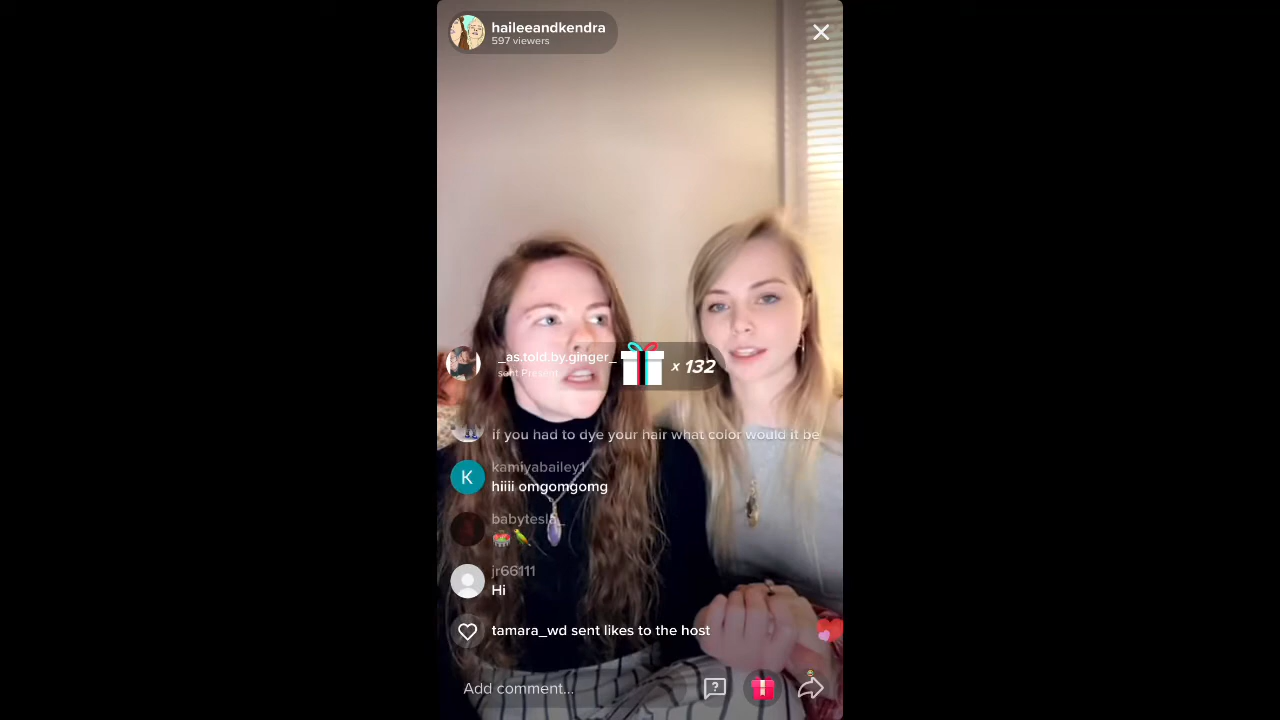 haileeandkendra
597 viewers
_as.told.by.ginger_
sent Present
x 132
if you had to dye your hair what color would it be
K
kamiyabailey1
hiiii omgomgomg
babytesla_
jr66111
Hi
tamara_wd sent likes to the host
Add comment...
?